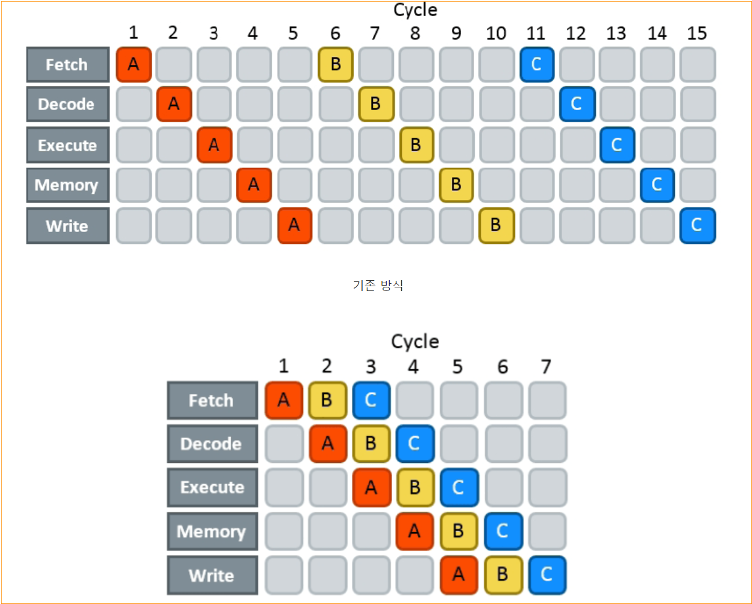 Cycle
1 2 3 4 5 6 7 8 9 10 11 12 13 14 15
Fetch A B C
Decode A B C
Execute A B C
Memory A B C
Write A B C
기존 방식
Cycle
1 2 3 4 5 6 7
Fetch A B C
Decode A B C
Execute A B C
Memory A B C
Write A B C